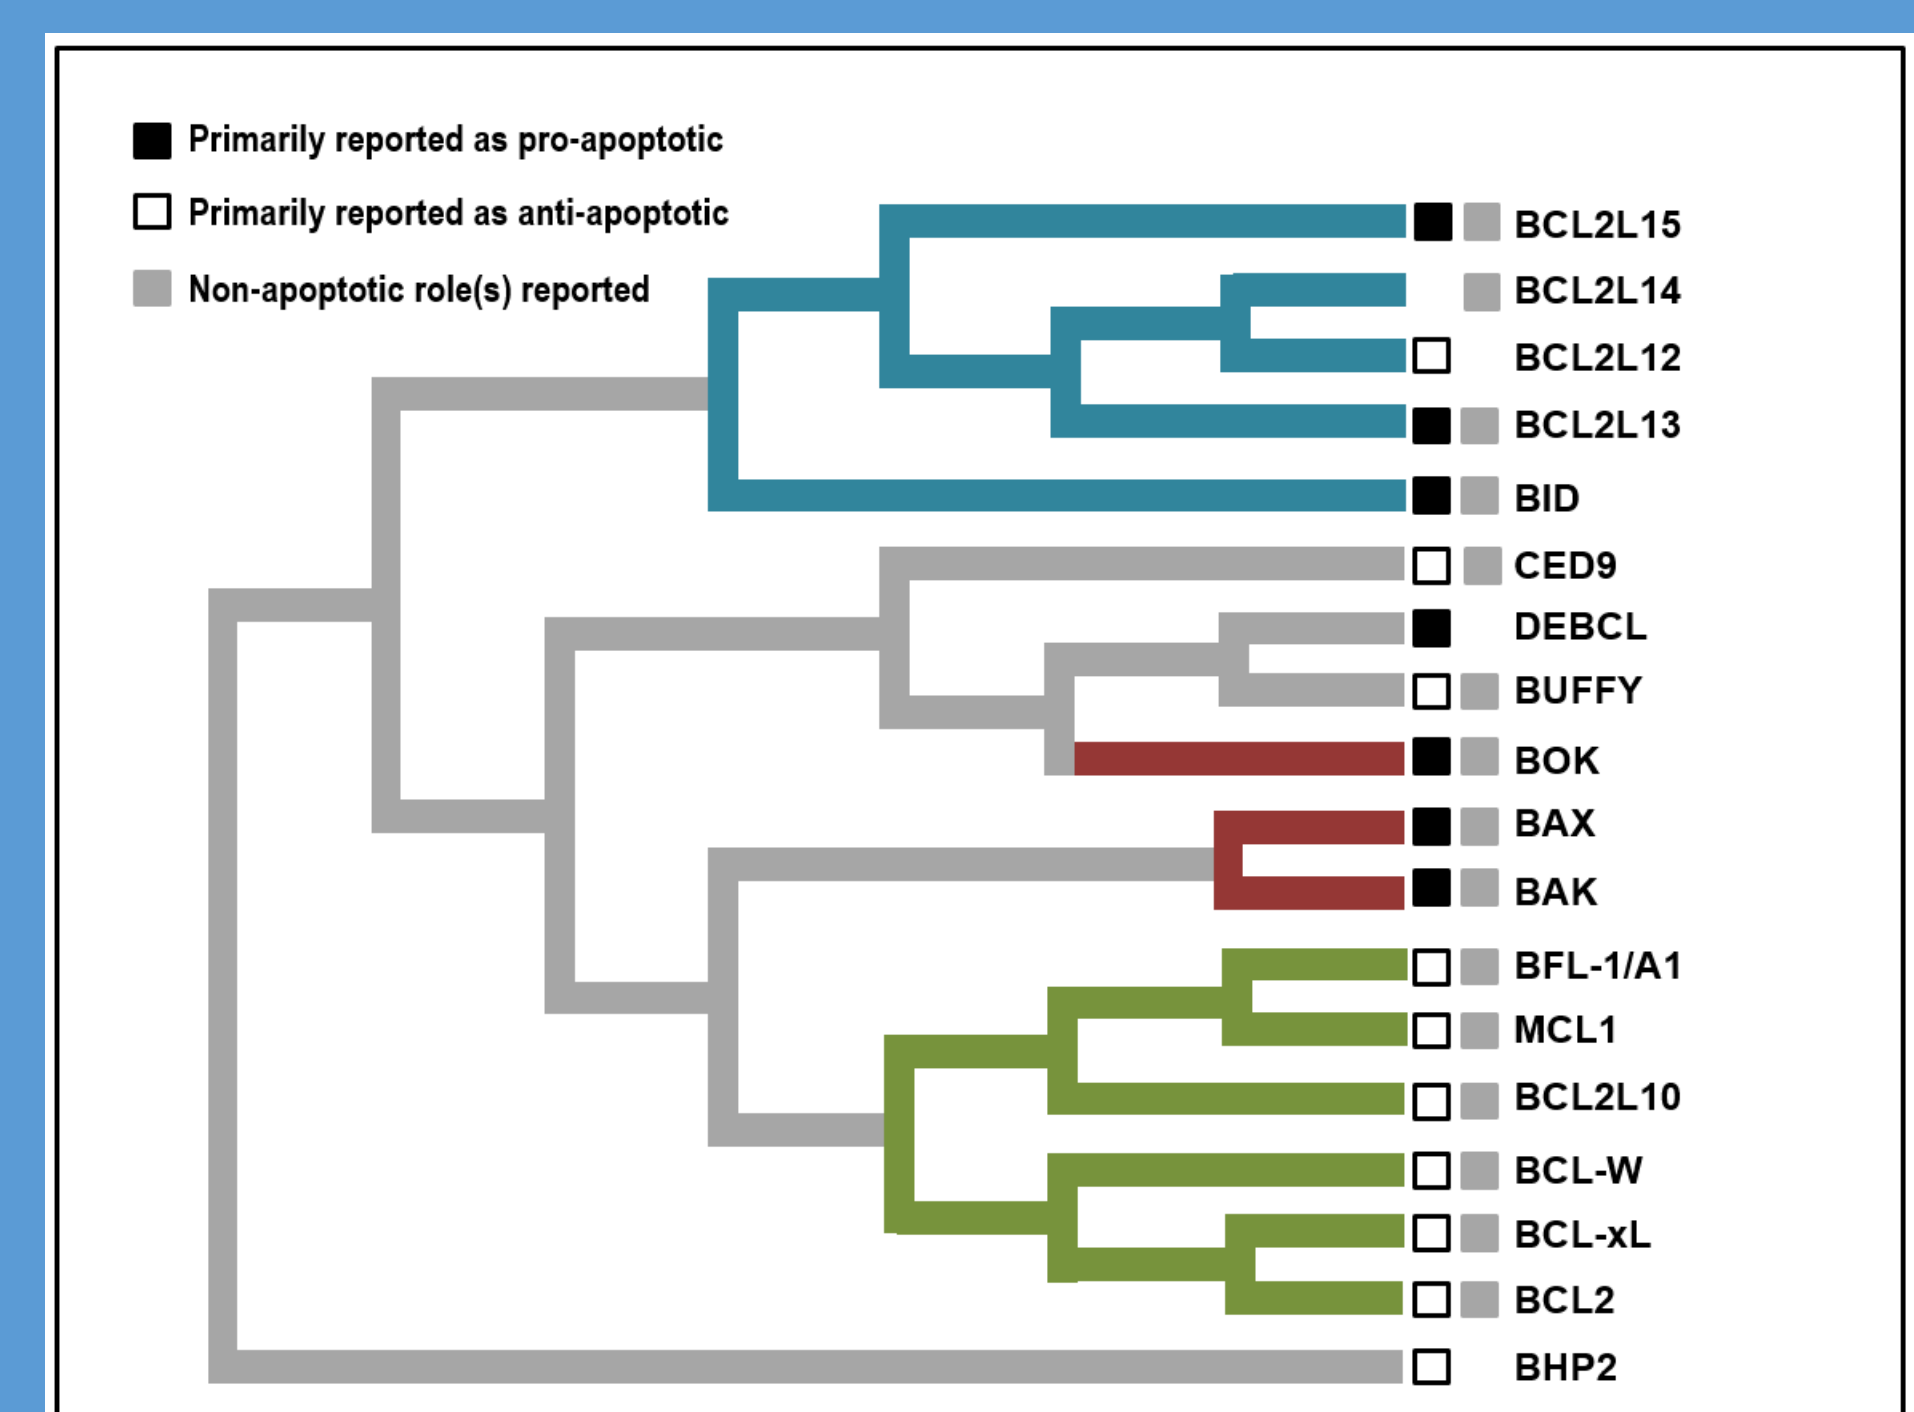 Primarily reported as pro-apoptotic
Primarily reported as anti-apoptotic
Non-apoptotic role(s) reported
BCL2L15
BCL2L14
BCL2L12
BCL2L13
BID
CED9
DEBCL
BUFFY
BOK
BAX
BAK
BFL-1/A1
MCL1
BCL2L10
BCL-W
BCL-xL
BCL2
BHP2